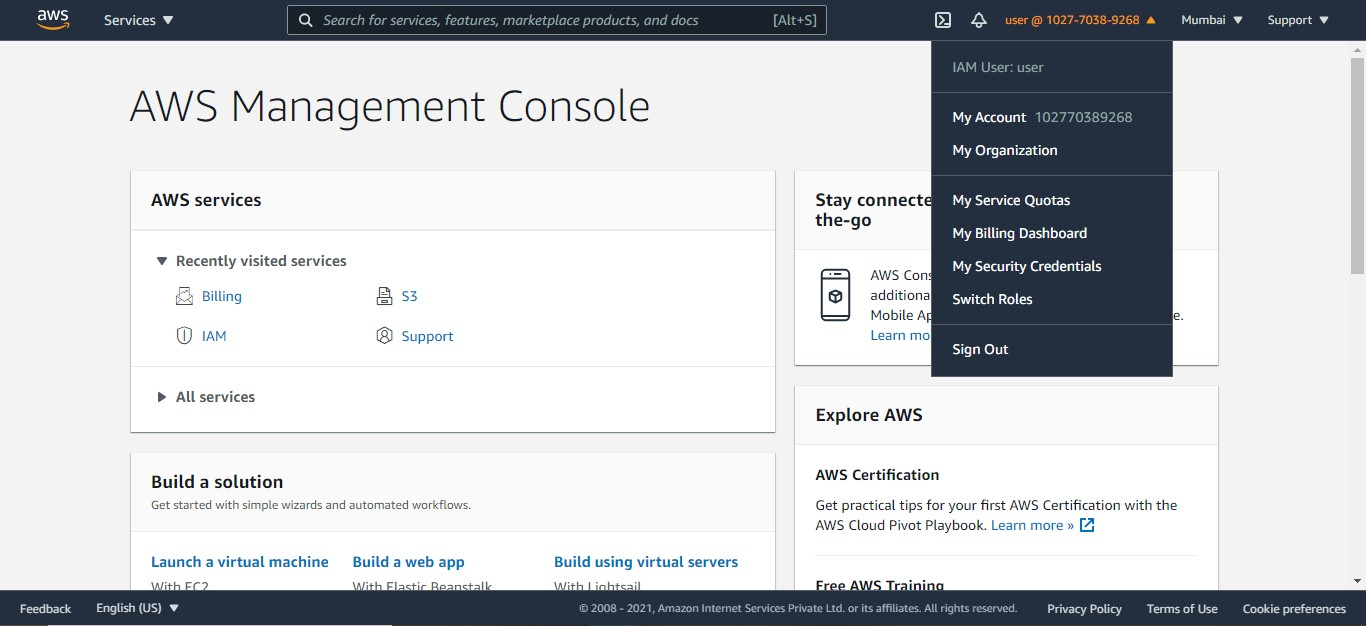 aws
Services
Search for services, features, marketplace products, and docs [Alt+S]
user @ 1027-7038-9268
Mumbai
Support
IAM User: user
My Account 102770389268
My Organization
My Service Quotas
My Billing Dashboard
My Security Credentials
Switch Roles
Sign Out
AWS Management Console
AWS services
Recently visited services
Billing
S3
IAM
Support
All services
Stay connecte
the-go
AWS Cons
additiona
Mobile Ap e.
Learn mo
Build a solution
Get started with simple wizards and automated workflows.
Launch a virtual machine
With EC2
Build a web app
With Elastic Beanstalk
Build using virtual servers
With Lightsail
Explore AWS
AWS Certification
Get practical tips for your first AWS Certification with the
AWS Cloud Pivot Playbook. Learn more »
Free AWS Training
Feedback
English (US)
© 2008 - 2021, Amazon Internet Services Private Ltd. or its affiliates. All rights reserved.
Privacy Policy
Terms of Use
Cookie preferences